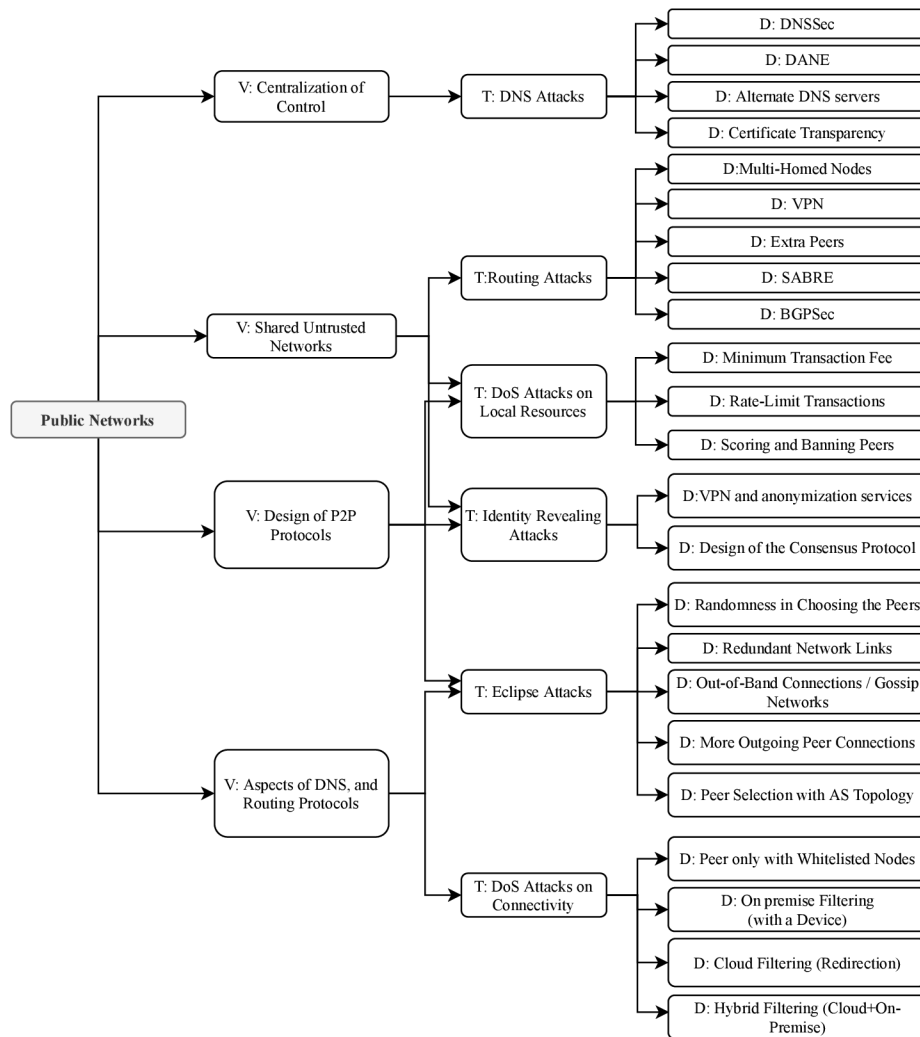 Public Networks
V: Centralization of
Control
V: Shared Untrusted
Networks
V: Design of P2P
Protocols
V: Aspects of DNS, and
Routing Protocols
T: DNS Attacks
T:Routing Attacks
T: DoS Attacks on
Local Resources
T: Identity Revealing
Attacks
T: Eclipse Attacks
T: DoS Attacks on
Connectivity
D: DNSSec
D: DANE
D: Alternate DNS servers
D: Certificate Transparency
D:Multi-Homed Nodes
D: VPN
D: Extra Peers
D: SABRE
D: BGPSec
D: Minimum Transaction Fee
D: Rate-Limit Transactions
D: Scoring and Banning Peers
D:VPN and anonymization services
D: Design of the Consensus Protocol
D: Randomness in Choosing the Peers
D: Redundant Network Links
D: Out-of-Band Connections / Gossip
Networks
D: More Outgoing Peer Connections
D: Peer Selection with AS Topology
D: Peer only with Whitelisted Nodes
D: On premise Filtering
(with a Device)
D: Cloud Filtering (Redirection)
D: Hybrid Filtering (Cloud+On-
Premise)